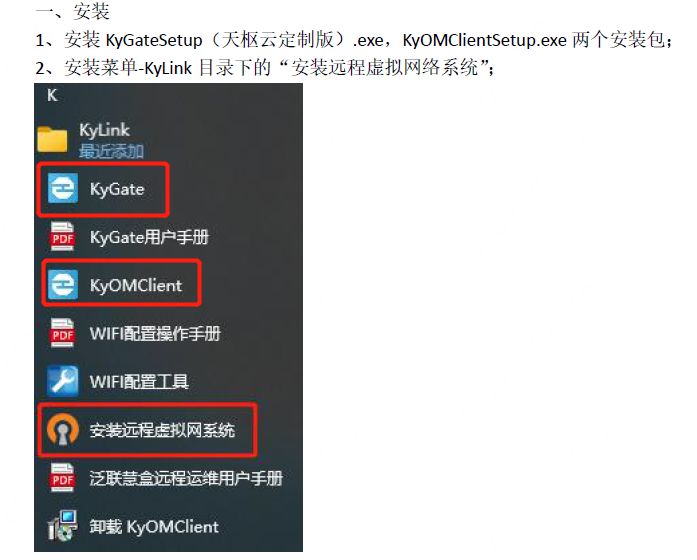 一、安装
1、安装 KyGateSetup（天枢云定制版）.exe，KyOMClientSetup.exe 两个安装包；
2、安装菜单-KyLink 目录下的“安装远程虚拟网络系统”；
K
KyLink
最近添加
KyGate
PDF KyGate用户手册
KyOMClient
PDF WIFI配置操作手册
WIFI配置工具
安装远程虚拟网系统
PDF 泛联慧盒远程运维用户手册
卸载 KyOMClient